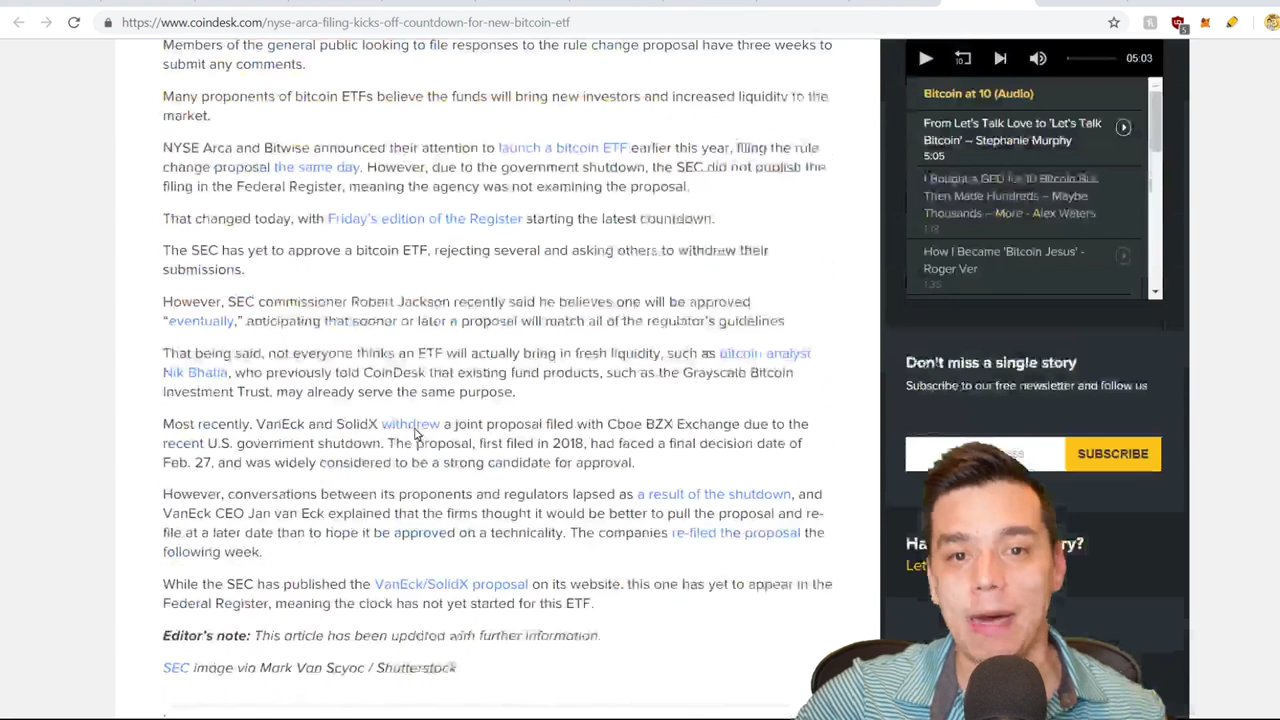 https://www.coindesk.com/nyse-arca-filing-kicks-off-countdown-for-new-bitcoin-etf
Members of the general public looking to file responses to the rule change proposal have three weeks to
submit any comments.
Many proponents of bitcoin ETFs believe the funds will bring new investors and increased liquidity to the
market.
NYSE Arca and Bitwise announced their attention to launch a bitcoin ETF earlier this year, filing the rule
change proposal the same day. However, due to the government shutdown, the SEC did not publish the
filing in the Federal Register, meaning the agency was not examining the proposal.
That changed today, with Friday's edition of the Register starting the latest countdown.
The SEC has yet to approve a bitcoin ETF, rejecting several and asking others to withdrew their
submissions.
However, SEC commissioner Robert Jackson recently said he believes one will be approved
“eventually,” anticipating that sooner or later a proposal will match all of the regulator's guidelines
That being said, not everyone thinks an ETF will actually bring in fresh liquidity, such as bitcoin analyst
Nik Bhatia, who previously told CoinDesk that existing fund products, such as the Grayscale Bitcoin
Investment Trust, may already serve the same purpose.
Most recently, VanEck and SolidX withdrew a joint proposal filed with Cboe BZX Exchange due to the
recent U.S. government shutdown. The proposal, first filed in 2018, had faced a final decision date of
Feb. 27, and was widely considered to be a strong candidate for approval.
However, conversations between its proponents and regulators lapsed as a result of the shutdown, and
VanEck CEO Jan van Eck explained that the firms thought it would be better to pull the proposal and re-
file at a later date than to hope it be approved on a technicality. The companies re-filed the proposal the
following week.
While the SEC has published the VanEck/SolidX proposal on its website, this one has yet to appear in the
Federal Register, meaning the clock has not yet started for this ETF.
Editor's note: This article has been updated with further information.
SEC image via Mark Van Scyoc / Shutterstock
10
05:03
Bitcoin at 10 (Audio)
From Let's Talk Love to 'Let's Talk
Bitcoin' – Stephanie Murphy
5:05
I Bought a GED for 10 Bitcoin But
Then Made Hundreds – Maybe
Thousands – More - Alex Waters
How I Became 'Bitcoin Jesus' -
Roger Ver
1:35
Don't miss a single story
Subscribe to our free newsletter and follow us
SUBSCRIBE